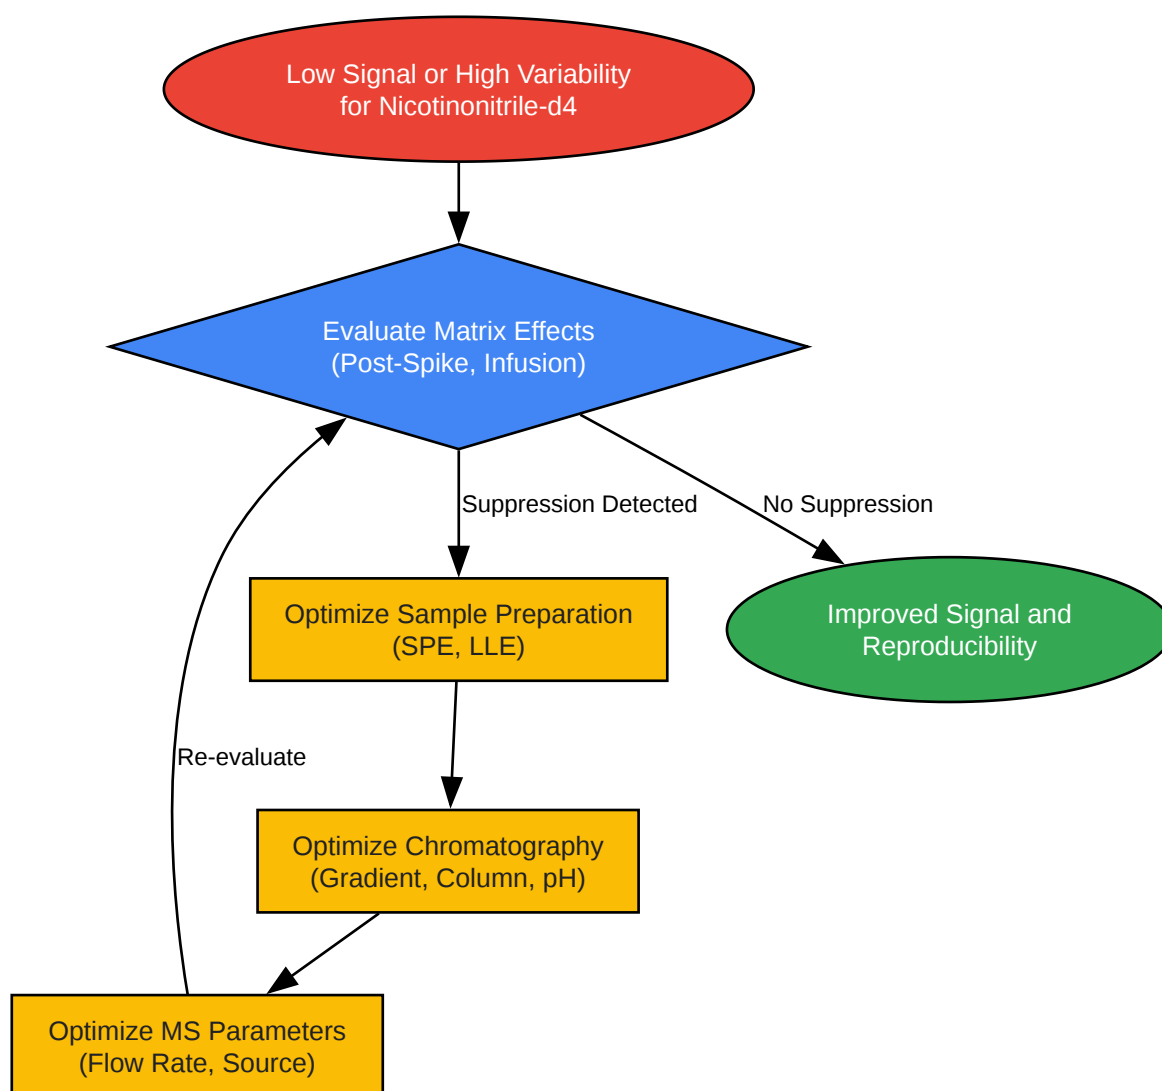 Low Signal or High Variability
for Nicotinonitrile-d4
Evaluate Matrix Effects
(Post-Spike, Infusion)
Suppression Detected
No Suppression
Optimize Sample Preparation
(SPE, LLE)
Improved Signal and
Reproducibility
Re-evaluate
Optimize Chromatography
(Gradient, Column, pH)
Optimize MS Parameters
(Flow Rate, Source)